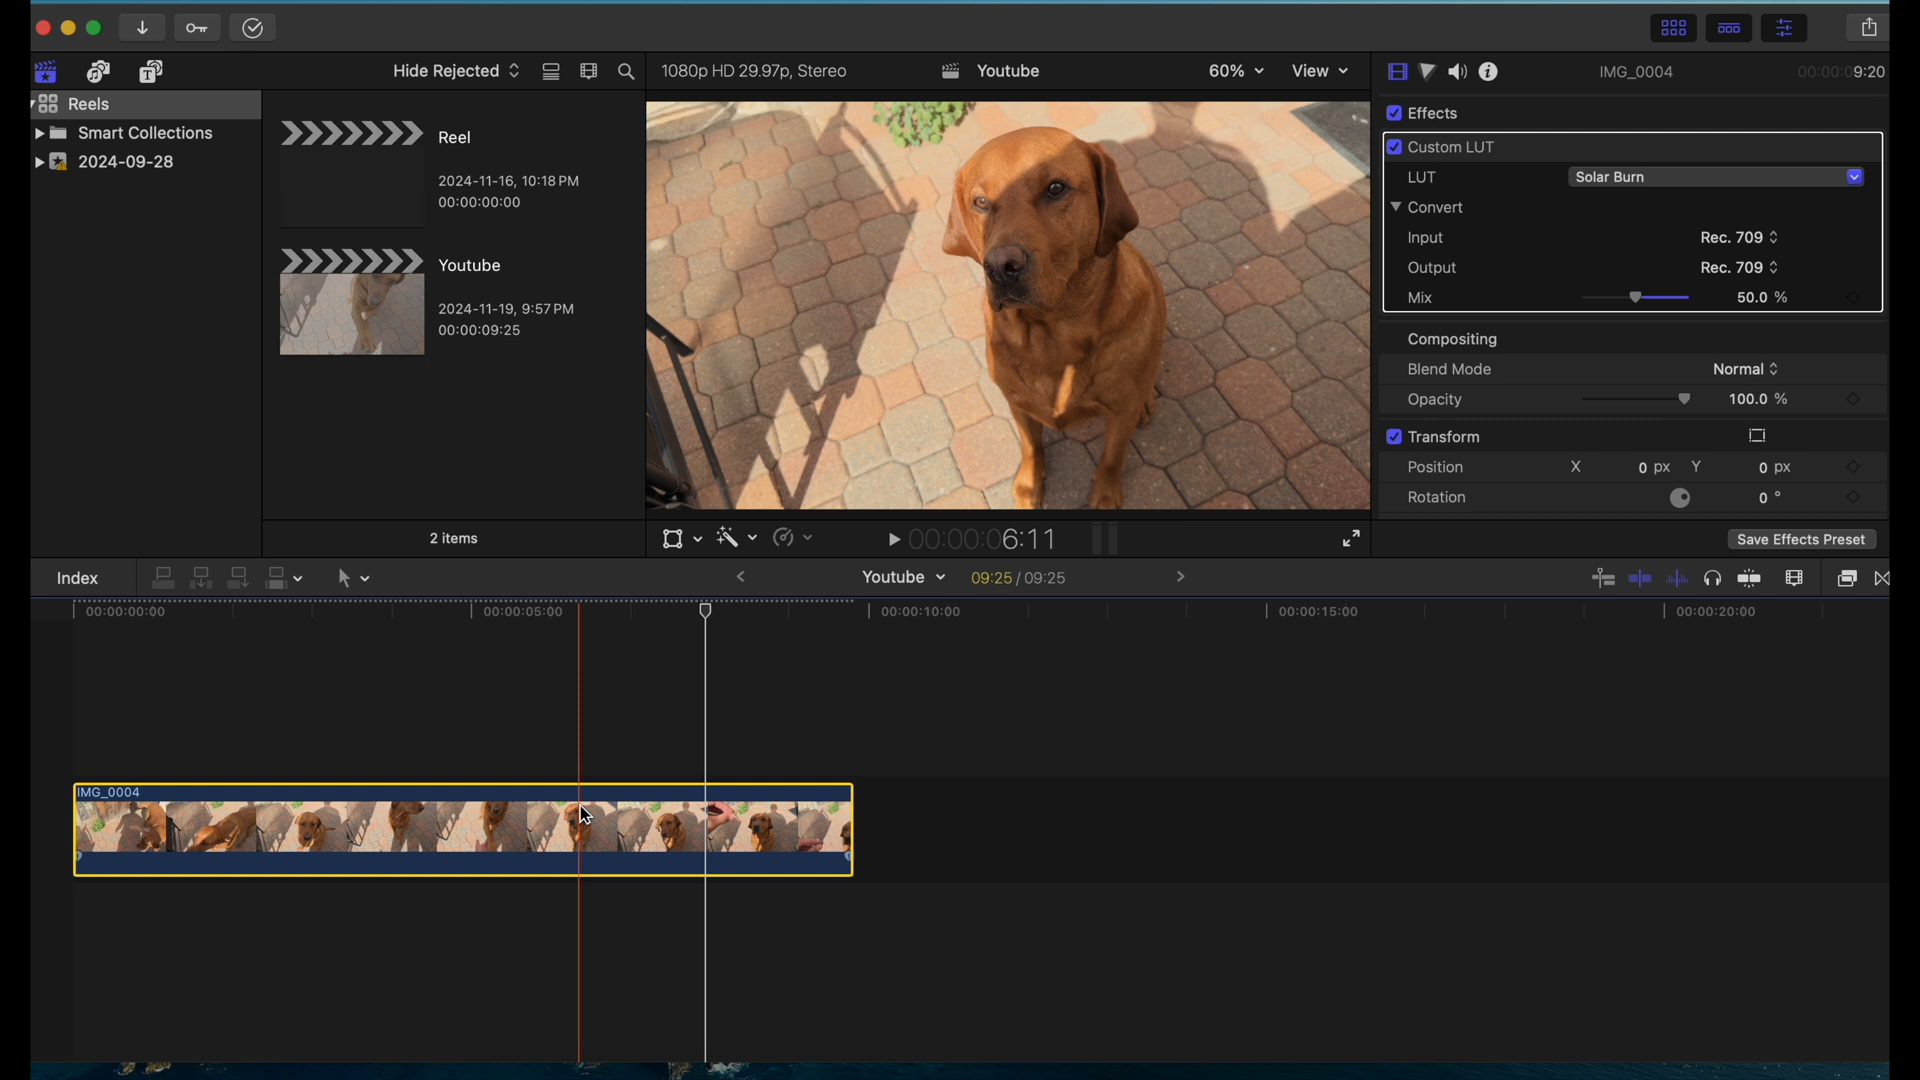 Hide Rejected
1080p HD 29.97p, Stereo
Youtube
60%
View
IMG_0004
00:00:09:20
Reels
Smart Collections
2024-09-28
Reel
2024-11-16, 10:18 PM
00:00:00:00
Youtube
2024-11-19, 9:57 PM
00:00:09:25
2 items
Effects
Custom LUT
LUT Solar Burn
Convert
Input Rec. 709
Output Rec. 709
Mix 50.0 %
Compositing
Blend Mode Normal
Opacity 100.0 %
Transform
Position X 0 px Y 0 px
Rotation 0 °
00:00:06:11
Save Effects Preset
Index
Youtube
09:25 / 09:25
00:00:00:00 00:00:05:00 00:00:10:00 00:00:15:00 00:00:20:00
IMG_0004